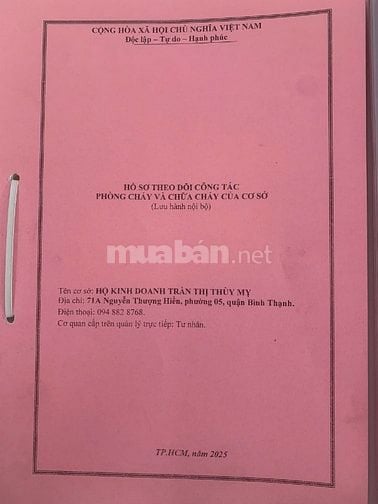 CỘNG HÒA XÃ HỘI CHỦ NGHĨA VIỆT NAM
Độc lập – Tự do – Hạnh phúc
HỒ SƠ THEO DÕI CÔNG TÁC
PHÒNG CHÁY VÀ CHỮA CHÁY CỦA CƠ SỞ
(Lưu hành nội bộ)
muaban.net
Tên cơ sở: HỘ KINH DOANH TRẦN THỊ THÙY MỴ
Địa chỉ: 71A Nguyễn Thượng Hiền, phường 05, quận Bình Thạnh.
Điện thoại: 094 882 8768.
Cơ quan cấp trên quản lý trực tiếp: Tư nhân.
TP.HCM, năm 2025